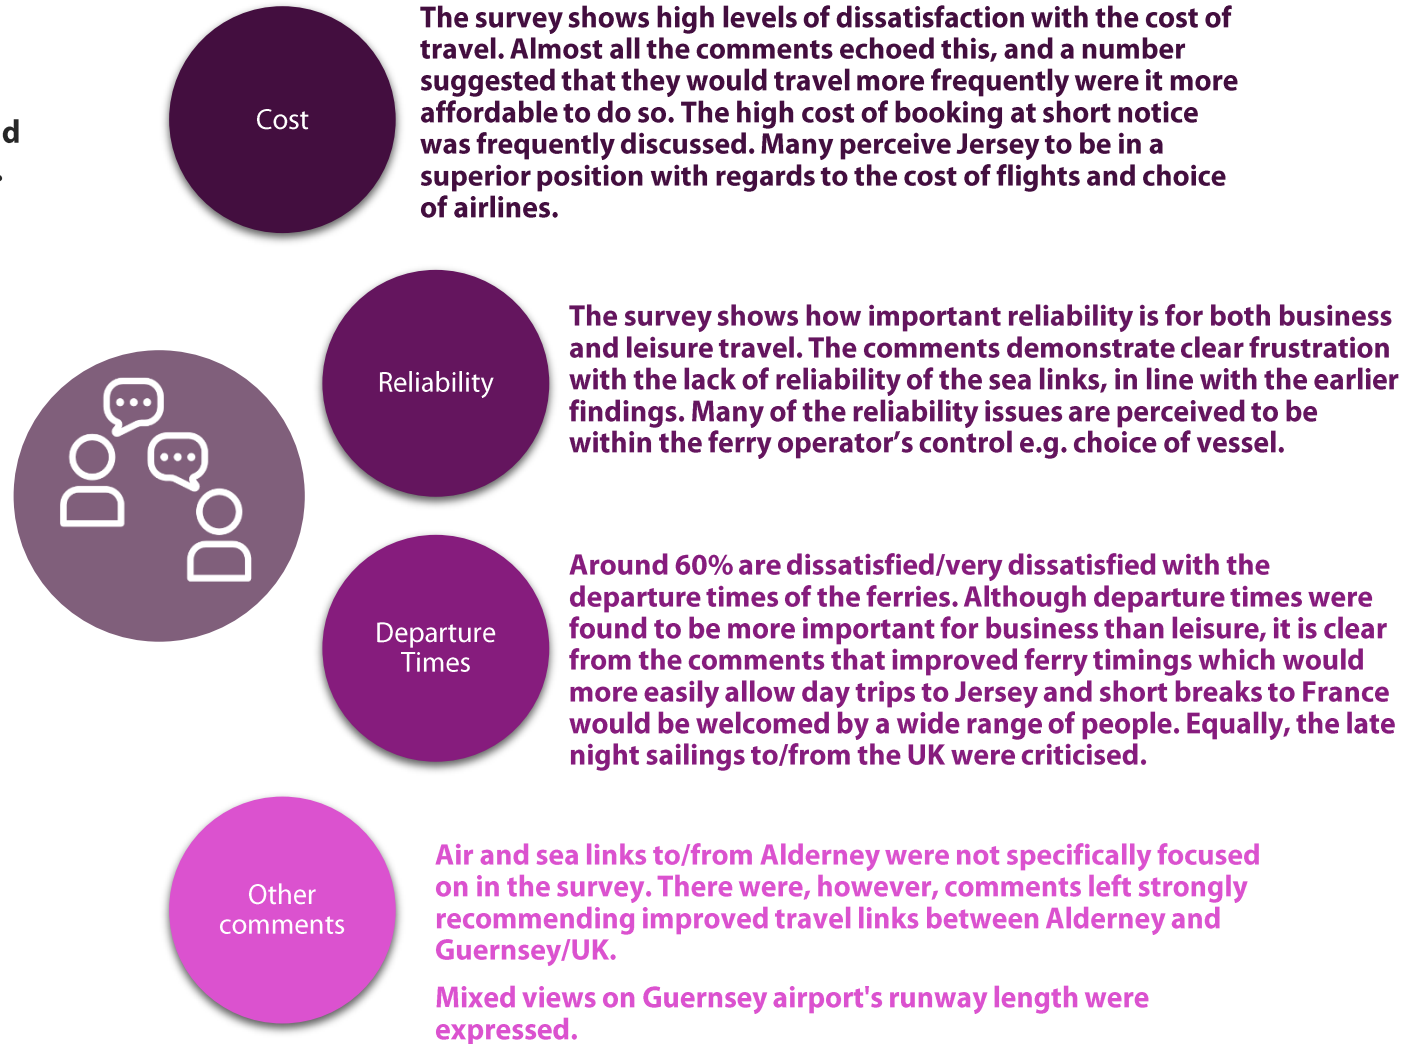 d
.
Cost
The survey shows high levels of dissatisfaction with the cost of
travel. Almost all the comments echoed this, and a number
suggested that they would travel more frequently were it more
affordable to do so. The high cost of booking at short notice
was frequently discussed. Many perceive Jersey to be in a
superior position with regards to the cost of flights and choice
of airlines.
Reliability
The survey shows how important reliability is for both business
and leisure travel. The comments demonstrate clear frustration
with the lack of reliability of the sea links, in line with the earlier
findings. Many of the reliability issues are perceived to be
within the ferry operator’s control e.g. choice of vessel.
Departure
Times
Around 60% are dissatisfied/very dissatisfied with the
departure times of the ferries. Although departure times were
found to be more important for business than leisure, it is clear
from the comments that improved ferry timings which would
more easily allow day trips to Jersey and short breaks to France
would be welcomed by a wide range of people. Equally, the late
night sailings to/from the UK were criticised.
Other
comments
Air and sea links to/from Alderney were not specifically focused
on in the survey. There were, however, comments left strongly
recommending improved travel links between Alderney and
Guernsey/UK.
Mixed views on Guernsey airport's runway length were
expressed.